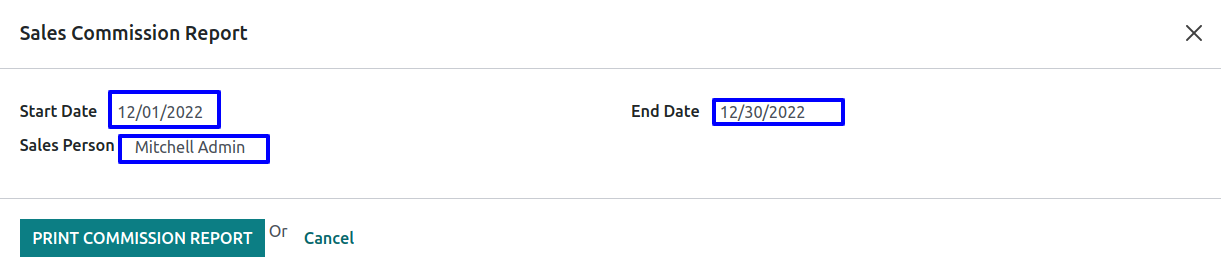 Sales Commission Report
Start Date 12/01/2022 End Date 12/30/2022
Sales Person Mitchell Admin
PRINT COMMISSION REPORT Or Cancel